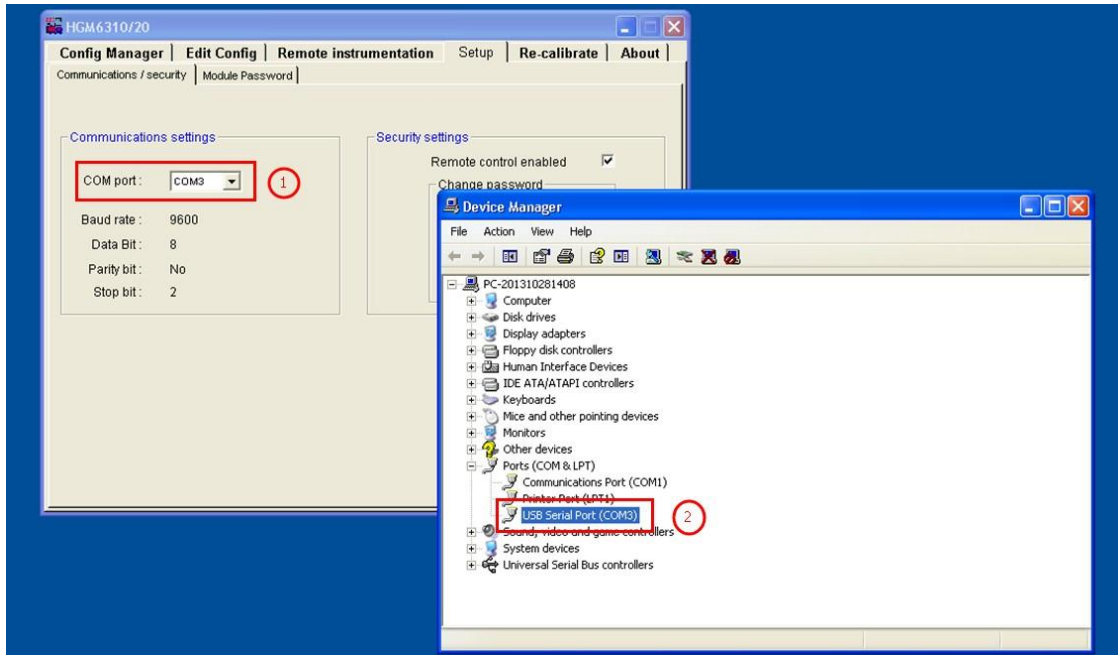 HGM6310/20
Config Manager Edit Config Remote instrumentation Setup Re-calibrate About
Communications / security Module Password
Communications settings
COM port : COM3
1
Baud rate : 9600
Data Bit : 8
Parity bit : No
Stop bit : 2
Security settings
Remote control enabled
Change password
Device Manager
File Action View Help
PC-201310281408
Computer
Disk drives
Display adapters
Floppy disk controllers
Human Interface Devices
IDE ATA/ATAPI controllers
Keyboards
Mice and other pointing devices
Monitors
Other devices
Ports (COM & LPT)
Communications Port (COM1)
Printer Port (LPT1)
USB Serial Port (COM3)
2
Sound, video and game controllers
System devices
Universal Serial Bus controllers